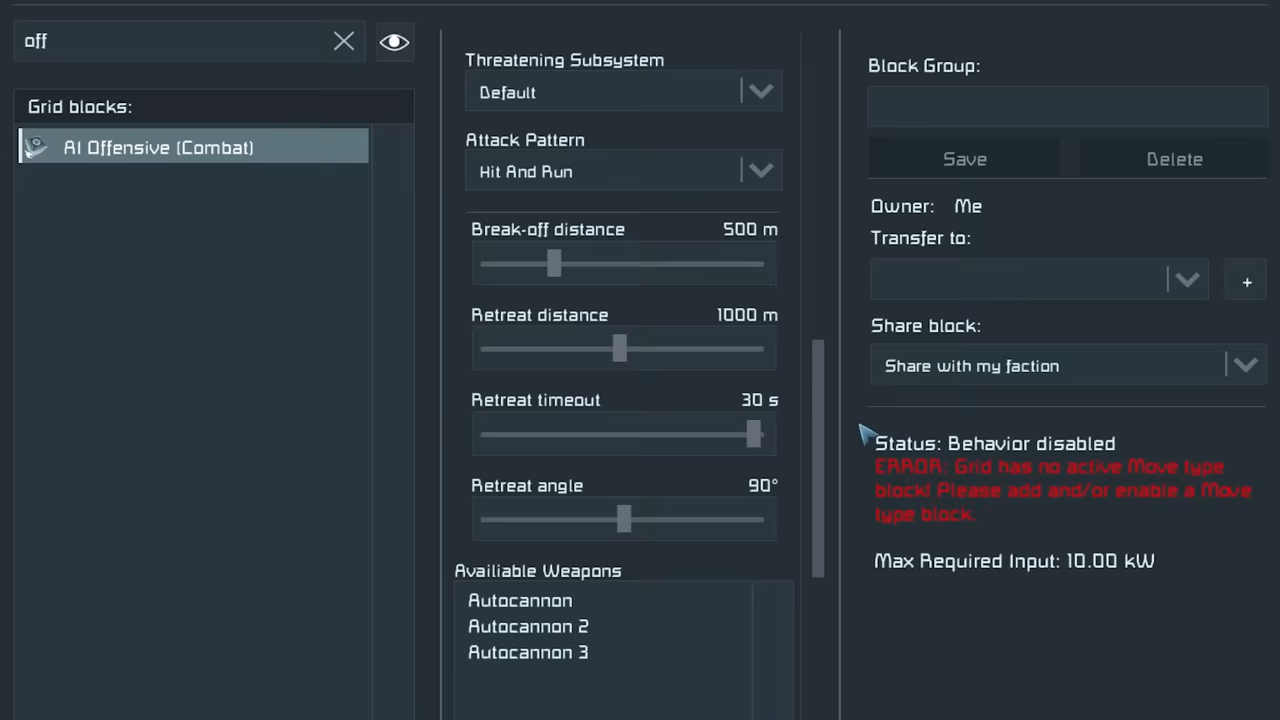 off
Grid blocks:
AI Offensive (Combat)
Threatening Subsystem
Default
Attack Pattern
Hit And Run
Break-off distance 500 m
Retreat distance 1000 m
Retreat timeout 30 s
Retreat angle 90°
Availiable Weapons
Autocannon
Autocannon 2
Autocannon 3
Block Group:
Save Delete
Owner: Me
Transfer to:
+
Share block:
Share with my faction
Status: Behavior disabled
ERROR: Grid has no active Move type
block! Please add and/or enable a Move
type block.
Max Required Input: 10.00 kW